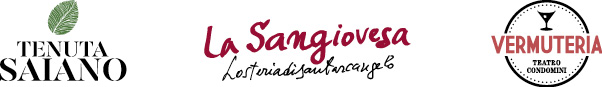 TENUTA
SAIANO
La Sangiovesa
Losteriadisantarcangelo
VERMUTERIA
TEATRO
CONDOMINI